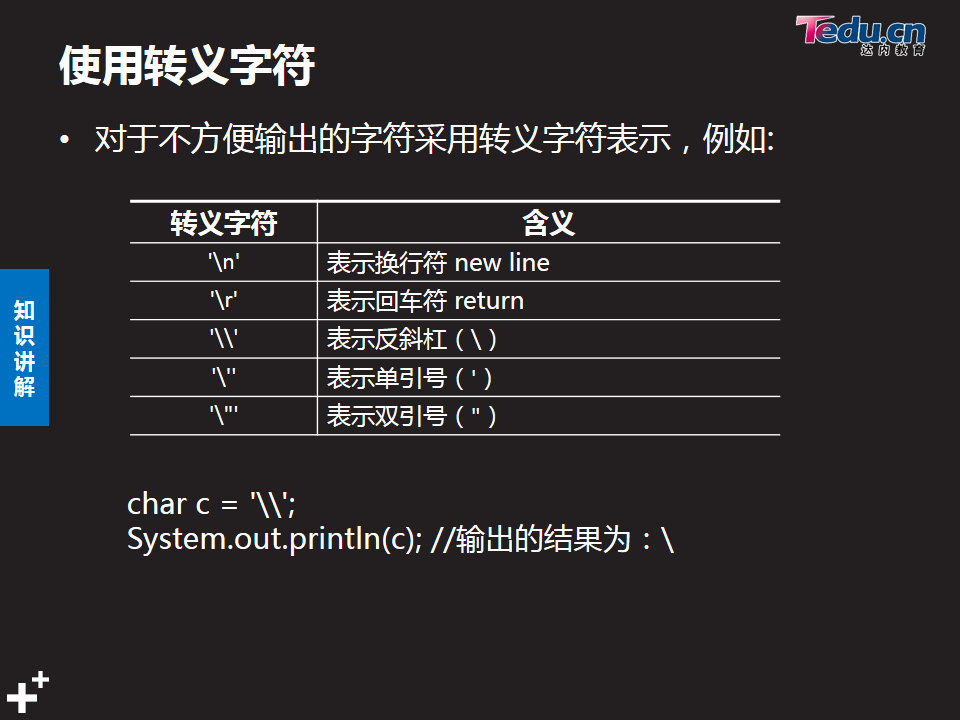 使用转义字符
Tedu.cn
达内教育
• 对于不方便输出的字符采用转义字符表示，例如:
转义字符 含义
'\n' 表示换行符 new line
'\r' 表示回车符 return
'\\' 表示反斜杠（ \ ）
'\'' 表示单引号（ ' ）
'\"' 表示双引号（ " ）
知识讲解
char c = '\\';
System.out.println(c); //输出的结果为：\